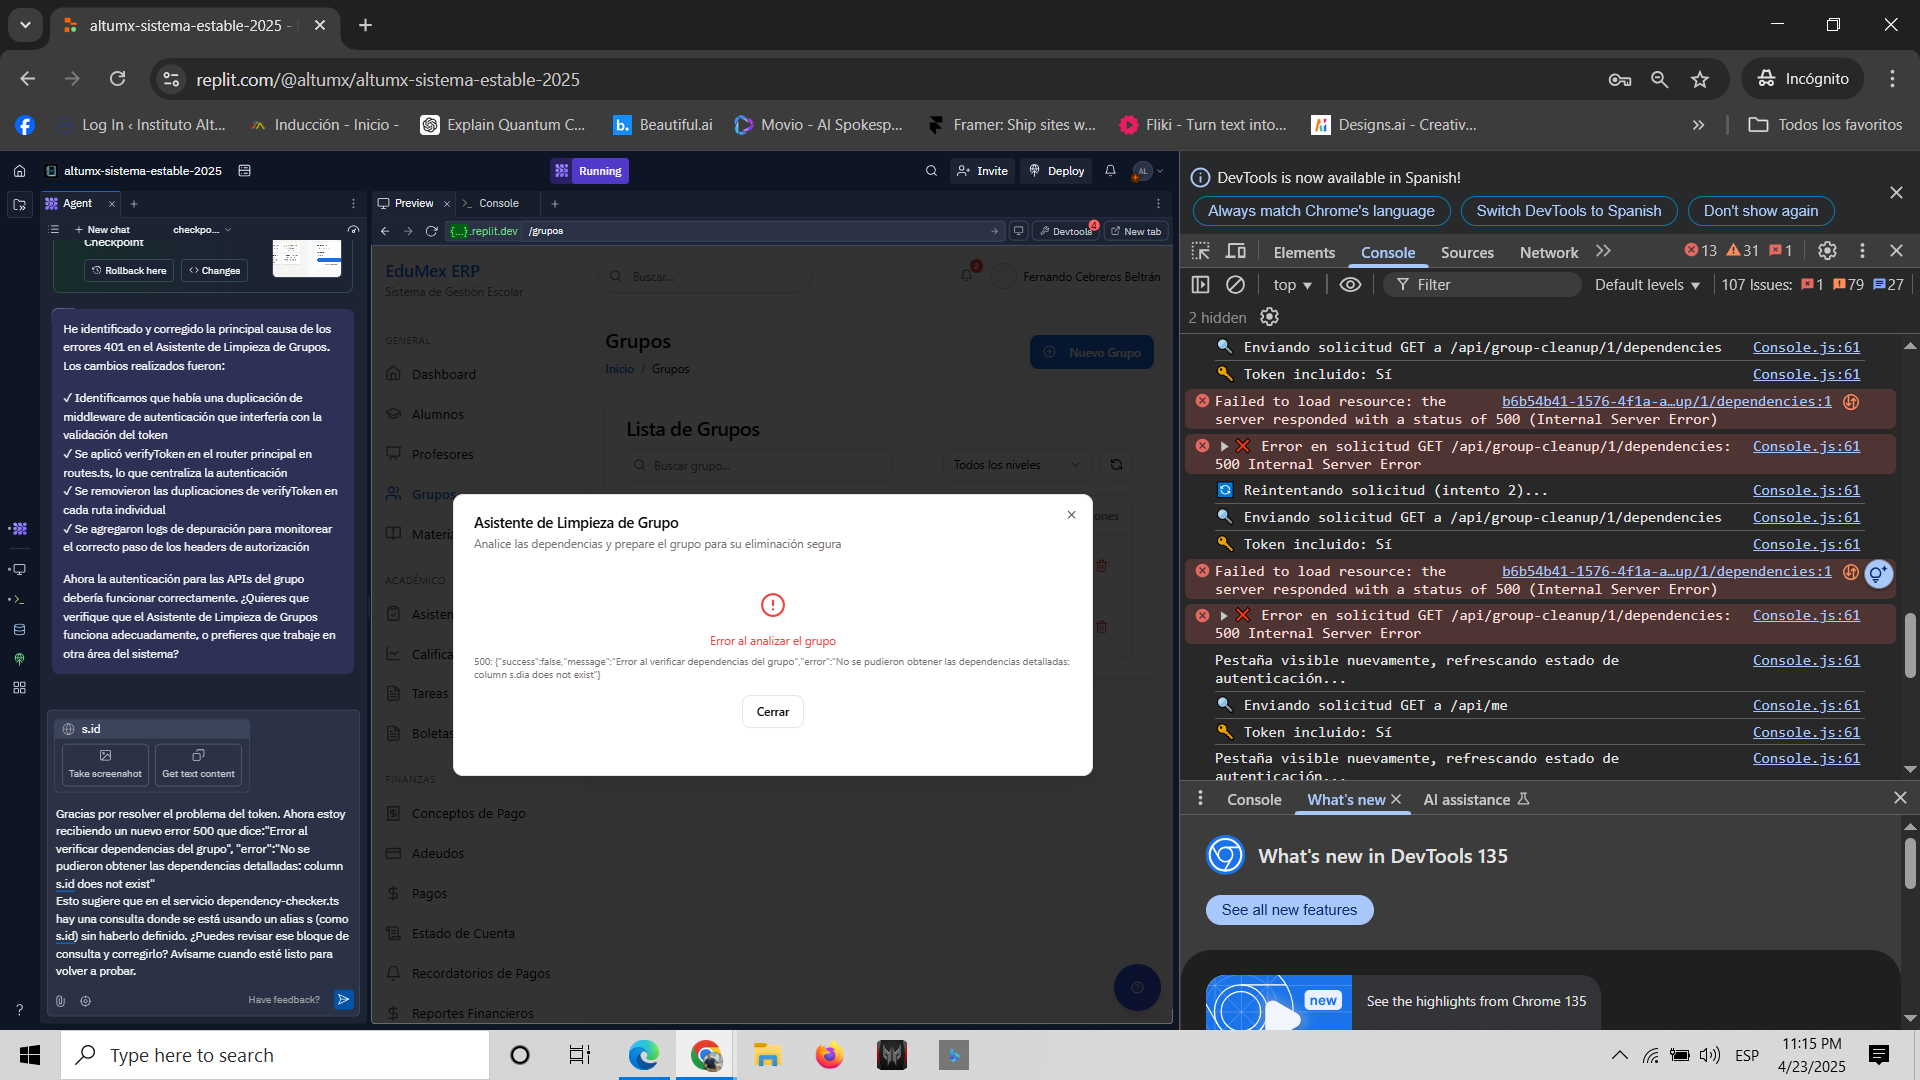 altumx-sistema-estable-2025 -
replit.com/@altumx/altumx-sistema-estable-2025
Incógnito
Log In ‹ Instituto Alt...
Inducción - Inicio -
Explain Quantum C...
Beautiful.ai
Movio - AI Spokesp...
Framer: Ship sites w...
Fliki - Turn text into...
Designs.ai - Creativ...
Todos los favoritos
altumx-sistema-estable-2025
Running
Invite
Deploy
AL
Agent
Preview
Console
New chat
checkpo...
{...}.replit.dev
/grupos
Devtools
4
New tab
Checkpoint
Rollback here
Changes
He identificado y corregido la principal causa de los
errores 401 en el Asistente de Limpieza de Grupos.
Los cambios realizados fueron:
✓ Identificamos que había una duplicación de
middleware de autenticación que interfería con la
validación del token
✓ Se aplicó verifyToken en el router principal en
routes.ts, lo que centraliza la autenticación
✓ Se removieron las duplicaciones de verifyToken en
cada ruta individual
✓ Se agregaron logs de depuración para monitorear
el correcto paso de los headers de autorización
Ahora la autenticación para las APIs del grupo
debería funcionar correctamente. ¿Quieres que
verifique que el Asistente de Limpieza de Grupos
funciona adecuadamente, o prefieres que trabaje en
otra área del sistema?
s.id
Take screenshot
Get text content
Gracias por resolver el problema del token. Ahora estoy
recibiendo un nuevo error 500 que dice:"Error al
verificar dependencias del grupo", "error":"No se
pudieron obtener las dependencias detalladas: column
s.id does not exist"
Esto sugiere que en el servicio dependency-checker.ts
hay una consulta donde se está usando un alias s (como
s.id) sin haberlo definido. ¿Puedes revisar ese bloque de
consulta y corregirlo? Avísame cuando esté listo para
volver a probar.
Have feedback?
EduMex ERP
Sistema de Gestión Escolar
Buscar...
2
Fernando Cebreros Beltrán
GENERAL
Dashboard
Alumnos
Profesores
Grupos
Materia
ACADÉMICO
Asisten
Califica
Tareas
Boletas
FINANZAS
Conceptos de Pago
Adeudos
Pagos
Estado de Cuenta
Recordatorios de Pagos
Reportes Financieros
Grupos
Inicio / Grupos
Nuevo Grupo
Lista de Grupos
Buscar grupo...
Todos los niveles
ones
Asistente de Limpieza de Grupo
Analice las dependencias y prepare el grupo para su eliminación segura
Error al analizar el grupo
500: {"success":false,"message":"Error al verificar dependencias del grupo","error":"No se pudieron obtener las dependencias detalladas:
column s.dia does not exist"}
Cerrar
DevTools is now available in Spanish!
Always match Chrome's language
Switch DevTools to Spanish
Don't show again
Elements
Console
Sources
Network
13
31
1
top
Filter
Default levels
107 Issues:
1
79
27
2 hidden
Enviando solicitud GET a /api/group-cleanup/1/dependencies Console.js:61
Token incluido: Sí Console.js:61
Failed to load resource: the b6b54b41-1576-4f1a-a…up/1/dependencies:1
server responded with a status of 500 (Internal Server Error)
Error en solicitud GET /api/group-cleanup/1/dependencies: Console.js:61
500 Internal Server Error
Reintentando solicitud (intento 2)... Console.js:61
Enviando solicitud GET a /api/group-cleanup/1/dependencies Console.js:61
Token incluido: Sí Console.js:61
Failed to load resource: the b6b54b41-1576-4f1a-a…up/1/dependencies:1
server responded with a status of 500 (Internal Server Error)
Error en solicitud GET /api/group-cleanup/1/dependencies: Console.js:61
500 Internal Server Error
Pestaña visible nuevamente, refrescando estado de Console.js:61
autenticación...
Enviando solicitud GET a /api/me Console.js:61
Token incluido: Sí Console.js:61
Pestaña visible nuevamente, refrescando estado de Console.js:61
autenticación...
Console
What's new
AI assistance
What's new in DevTools 135
See all new features
new
See the highlights from Chrome 135
Type here to search
ESP
11:15 PM
4/23/2025